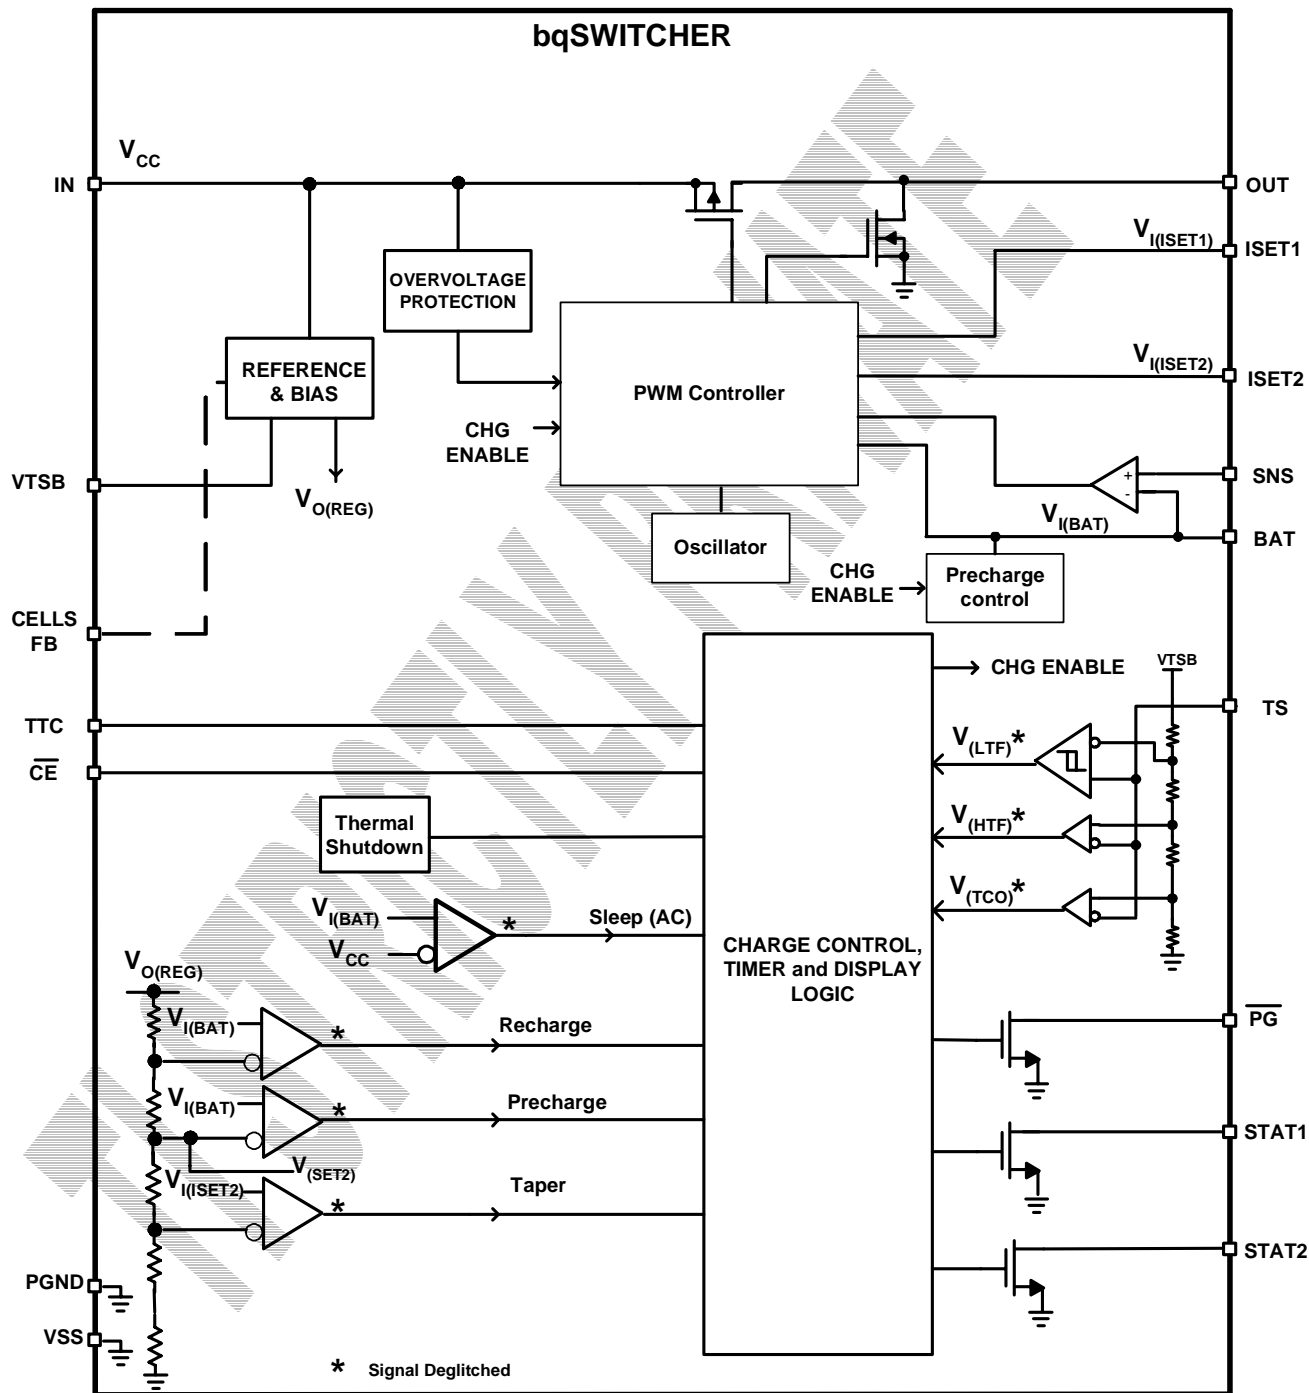 bqSWITCHER
VCC
IN
OUT
VI(ISET1)
ISET1
OVERVOLTAGE
PROTECTION
REFERENCE
& BIAS
PWM Controller
VI(ISET2)
ISET2
CHG
ENABLE
VTSB
VO(REG)
+
-
SNS
VI(BAT)
BAT
Oscillator
CHG
ENABLE
Precharge
control
CELLS
FB
CHG ENABLE
VTSB
TTC
TS
CE
V(LTF)*
Thermal
Shutdown
V(HTF)*
V(TCO)*
VI(BAT)
VCC
*
Sleep (AC)
CHARGE CONTROL,
TIMER and DISPLAY
LOGIC
VO(REG)
VI(BAT)
*
Recharge
PG
VI(BAT)
*
Precharge
STAT1
V(SET2)
VI(ISET2)
*
Taper
STAT2
PGND
VSS
* Signal Deglitched